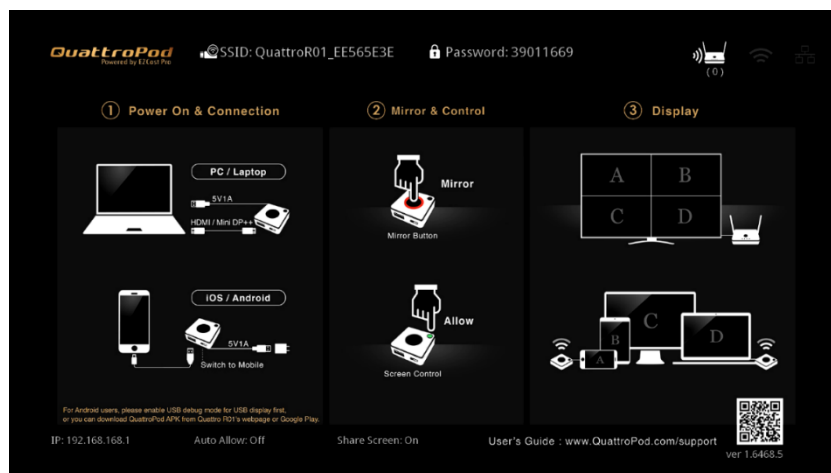 QuattroPod
Powered by EZCast Pro
SSID: QuattroR01_EE565E3E
Password: 39011669
(0)
1 Power On & Connection
2 Mirror & Control
3 Display
PC / Laptop
5V1A
HDMI / Mini DP++
iOS / Android
5V1A
Switch to Mobile
For Android users, please enable USB debug mode for USB display first,
or you can download QuattroPod APK from Quattro R01's webpage or Google Play.
Mirror
Mirror Button
Allow
Screen Control
A B
C D
A B C D
IP: 192.168.168.1
Auto Allow: Off
Share Screen: On
User's Guide : www.QuattroPod.com/support
ver 1.6468.5